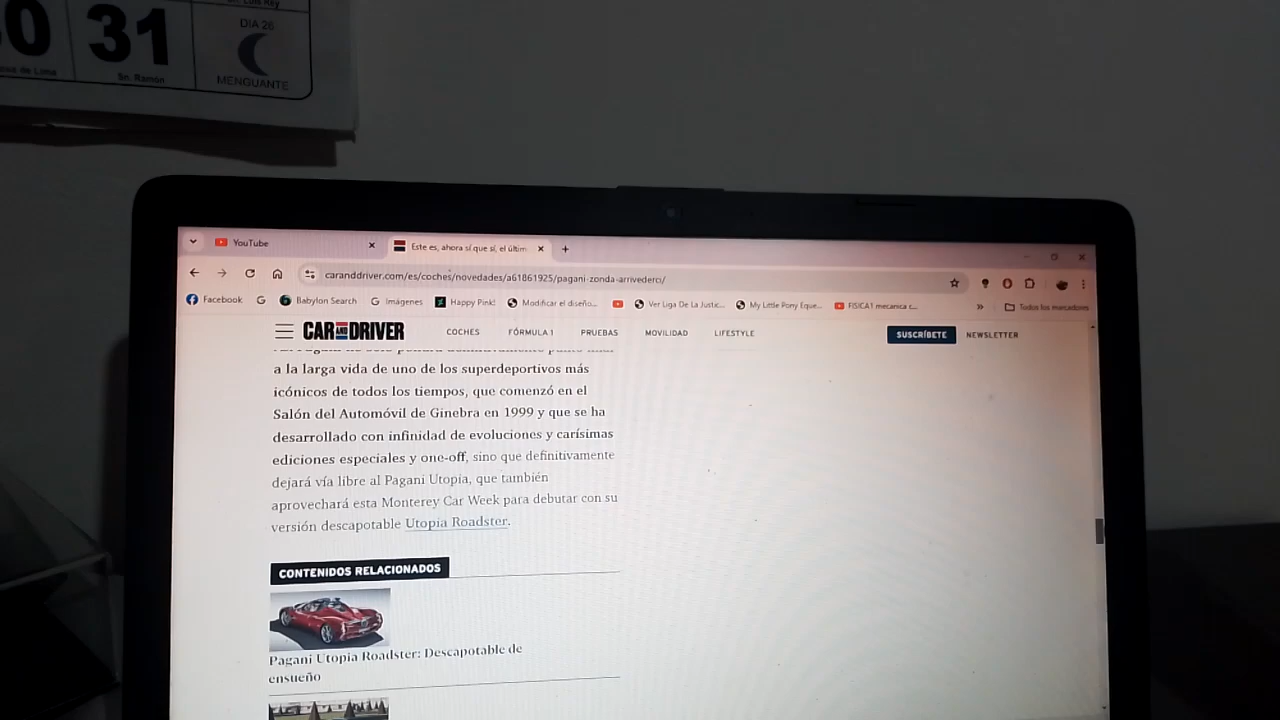 31
DIA 26
Sn. Ramón
MENGUANTE
YouTube
Este es, ahora sí que sí, el últim
caranddriver.com/es/coches/novedades/a61861925/pagani-zonda-arrivederci/
Facebook
G
Babylon Search
Imágenes
Happy Pink!
Modificar el diseño...
Ver Liga De La Justic...
My Little Pony Eque...
FISICA1 mecanica c...
»
Todos los marcadores
CAR AND DRIVER
COCHES
FÓRMULA 1
PRUEBAS
MOVILIDAD
LIFESTYLE
SUSCRÍBETE
NEWSLETTER
a la larga vida de uno de los superdeportivos más
icónicos de todos los tiempos, que comenzó en el
Salón del Automóvil de Ginebra en 1999 y que se ha
desarrollado con infinidad de evoluciones y carísimas
ediciones especiales y one-off, sino que definitivamente
dejará vía libre al Pagani Utopia, que también
aprovechará esta Monterey Car Week para debutar con su
versión descapotable Utopia Roadster.
CONTENIDOS RELACIONADOS
Pagani Utopia Roadster: Descapotable de
ensueño